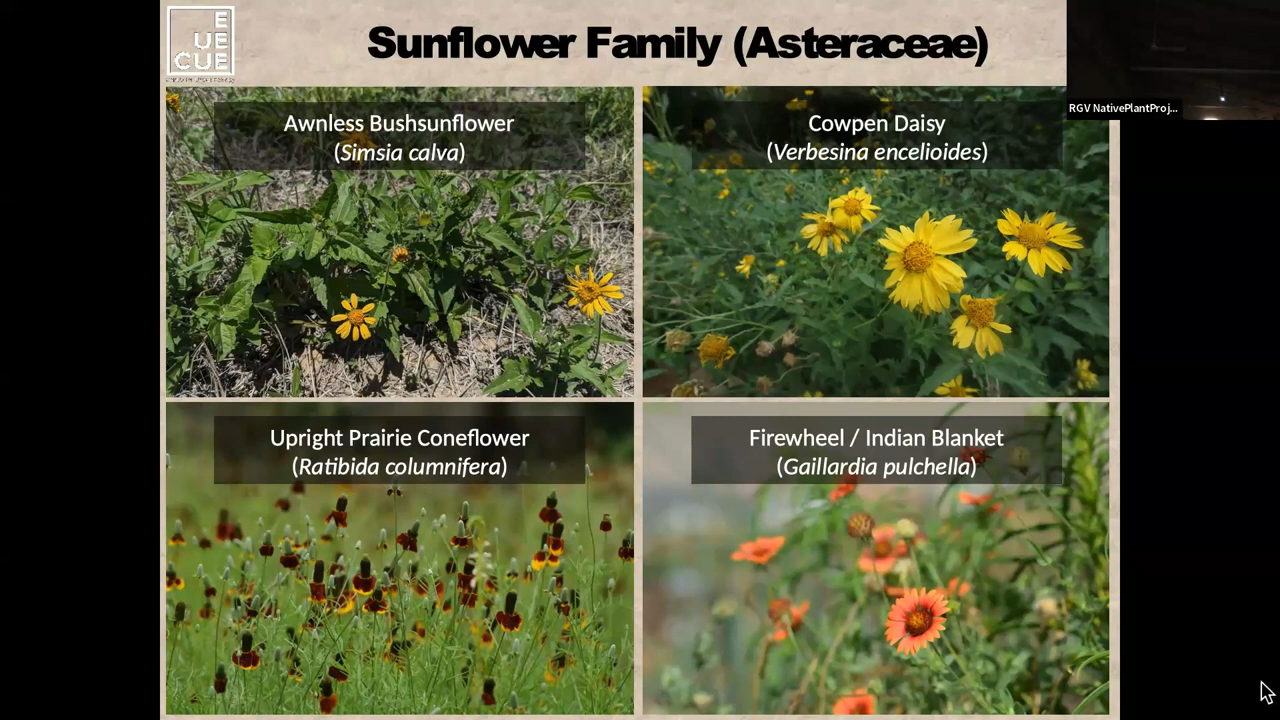 E
UE
CUE
Sunflower Family (Asteraceae)
RGV NativePlantProj...
Awnless Bushsunflower
(Simsia calva)
Cowpen Daisy
(Verbesina encelioides)
Upright Prairie Coneflower
(Ratibida columnifera)
Firewheel / Indian Blanket
(Gaillardia pulchella)